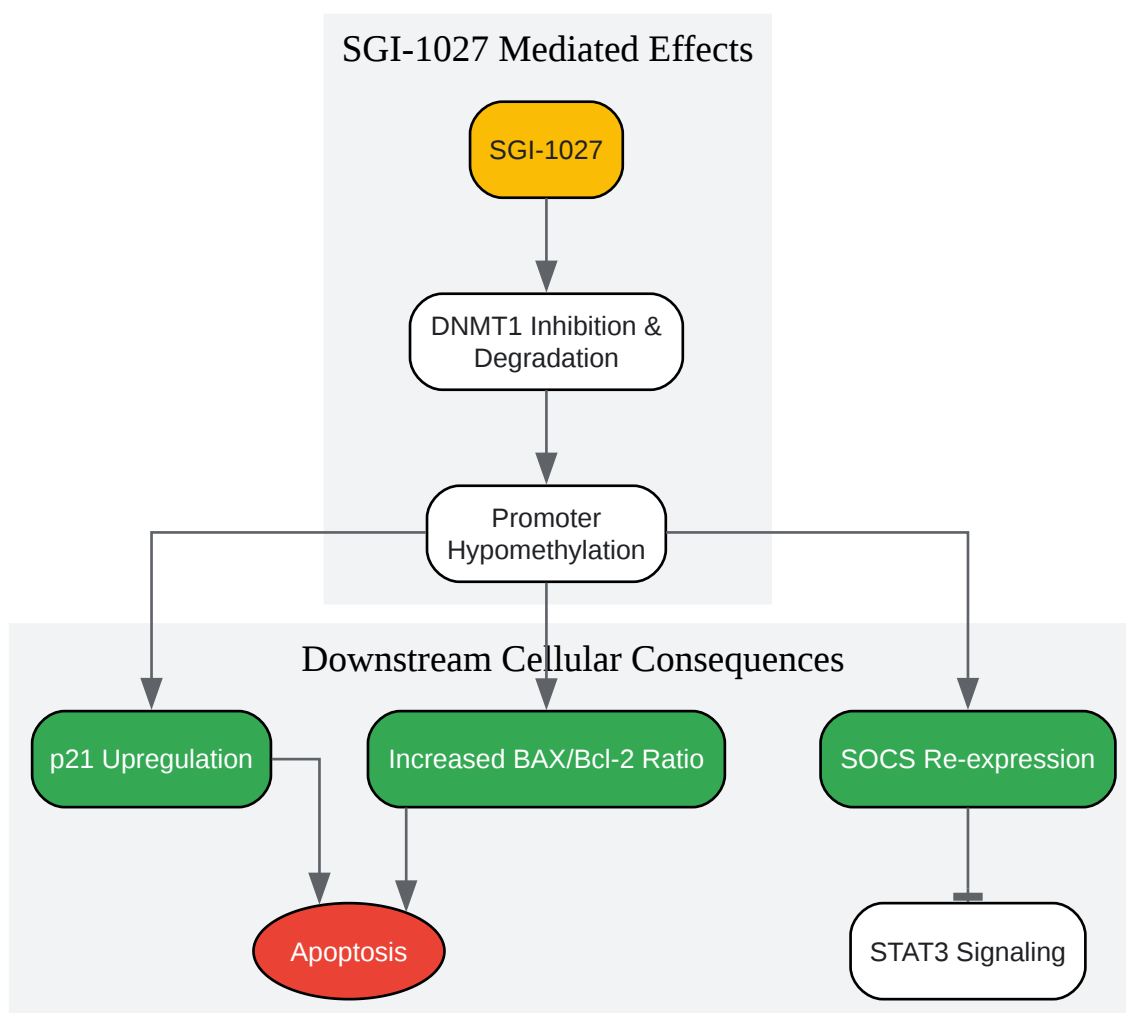 SGI-1027 Mediated Effects
SGI-1027
DNMT1 Inhibition &
Degradation
Promoter
Hypomethylation
Downstream Cellular Consequences
p21 Upregulation
Increased BAX/Bcl-2 Ratio
SOCS Re-expression
Apoptosis
STAT3 Signaling